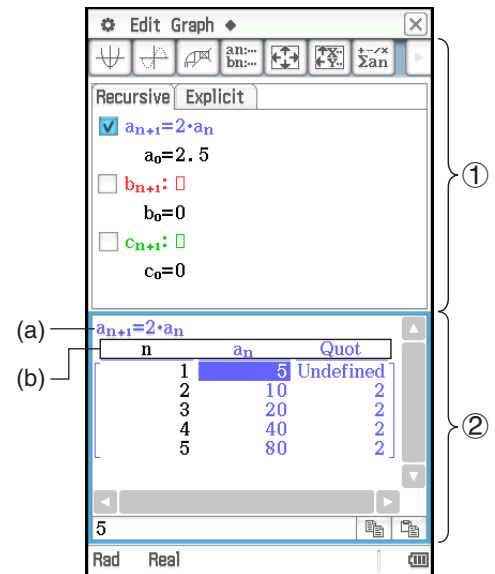 Edit Graph
an:··· bn:··· +−/× Σan
Recursive Explicit
aₙ₊₁=2·aₙ
a₀=2.5
bₙ₊₁:□
b₀=0
cₙ₊₁:□
c₀=0
①
(a) aₙ₊₁=2·aₙ
(b) n aₙ Quot
1 5 Undefined
2 10 2
3 20 2
4 40 2
5 80 2
②
5
Rad Real